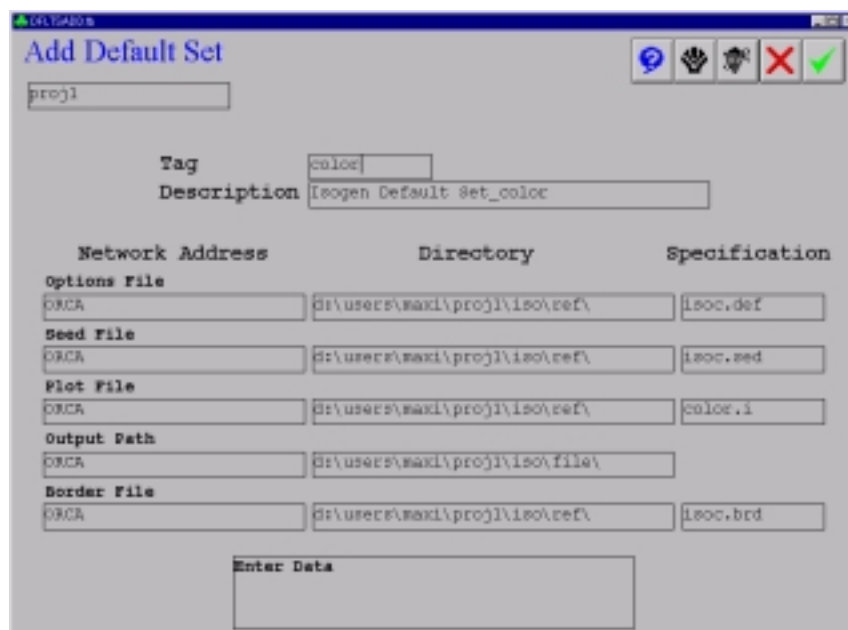 Add Default Set
proj1
Tag color
Description Isogen Default Set_color
Network Address Directory Specification
Options File
ORCA d:\users\maxi\proj1\iso\ref\ isoc.def
Seed File
ORCA d:\users\maxi\proj1\iso\ref\ isoc.sed
Plot File
ORCA d:\users\maxi\proj1\iso\ref\ color.i
Output Path
ORCA d:\users\maxi\proj1\iso\file\
Border File
ORCA d:\users\maxi\proj1\iso\ref\ isoc.brd
Enter Data